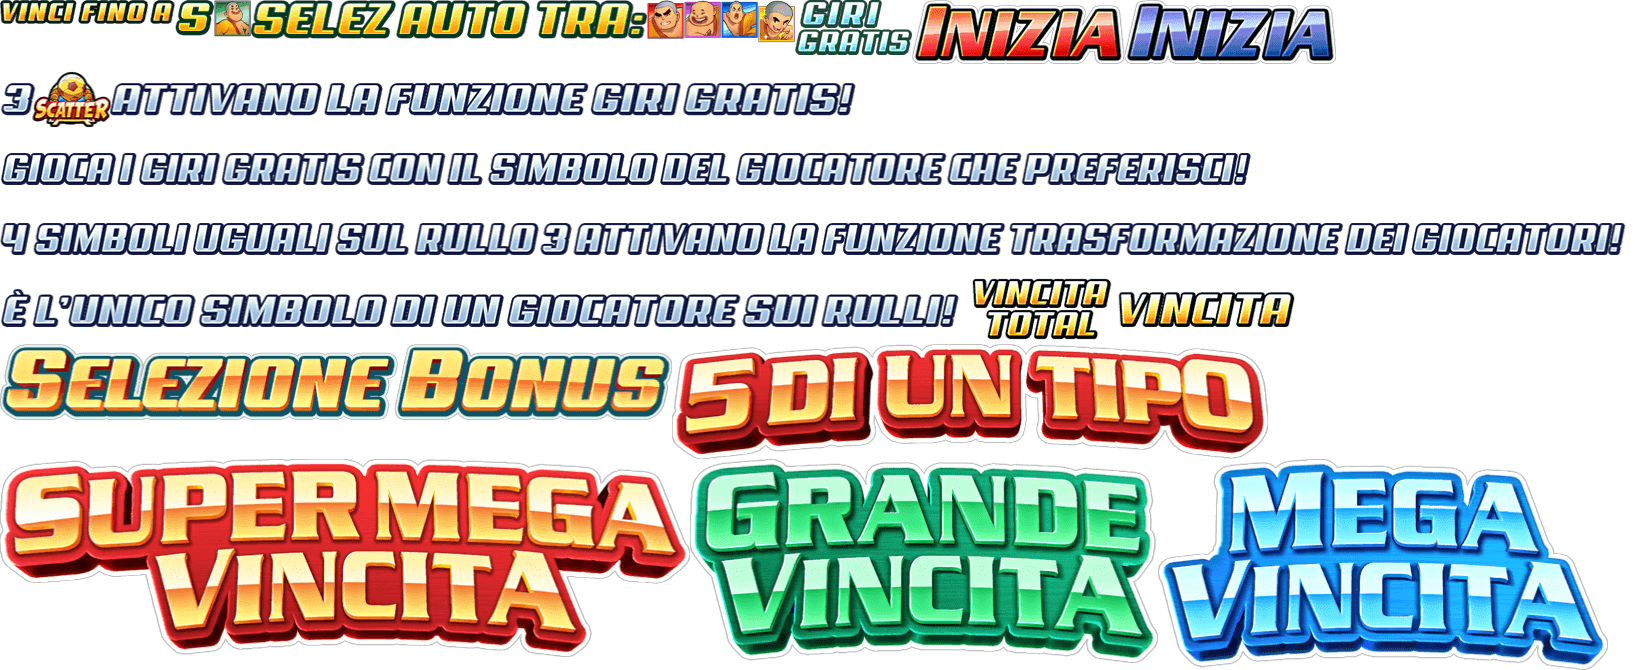 VINCI FINO A
S
SELEZ AUTO TRA:
GIRI
GRATIS
INIZIA
INIZIA
3 SCATTER ATTIVANO LA FUNZIONE GIRI GRATIS!
GIOCA I GIRI GRATIS CON IL SIMBOLO DEL GIOCATORE CHE PREFERISCI!
4 SIMBOLI UGUALI SUL RULLO 3 ATTIVANO LA FUNZIONE TRASFORMAZIONE DEI GIOCATORI!
È L'UNICO SIMBOLO DI UN GIOCATORE SUI RULLI!
VINCITA
TOTAL
VINCITA
SELEZIONE BONUS
5 DI UN TIPO
SUPER MEGA
VINCITA
GRANDE
VINCITA
MEGA
VINCITA